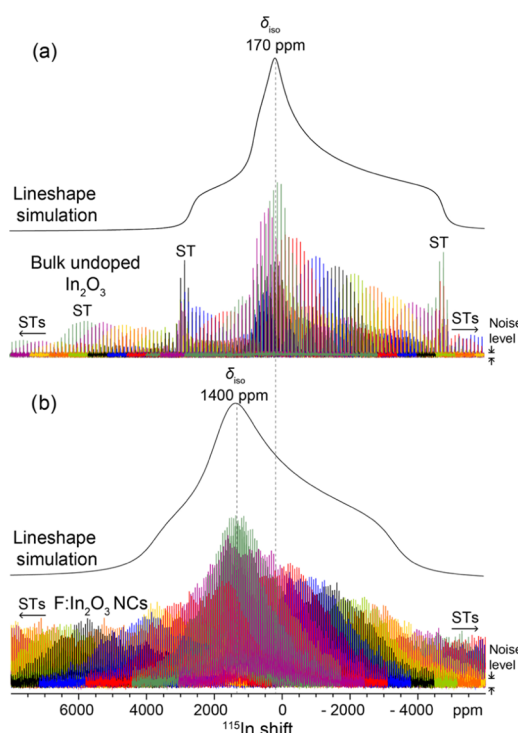 (a)
δiso
170 ppm
Lineshape
simulation
Bulk undoped
In₂O₃
STs
ST
ST
ST
STs
Noise
level
(b)
δiso
1400 ppm
Lineshape
simulation
STs
F:In₂O₃ NCs
STs
Noise
level
6000 4000 2000 0 - 2000 - 4000 ppm
¹¹⁵In shift